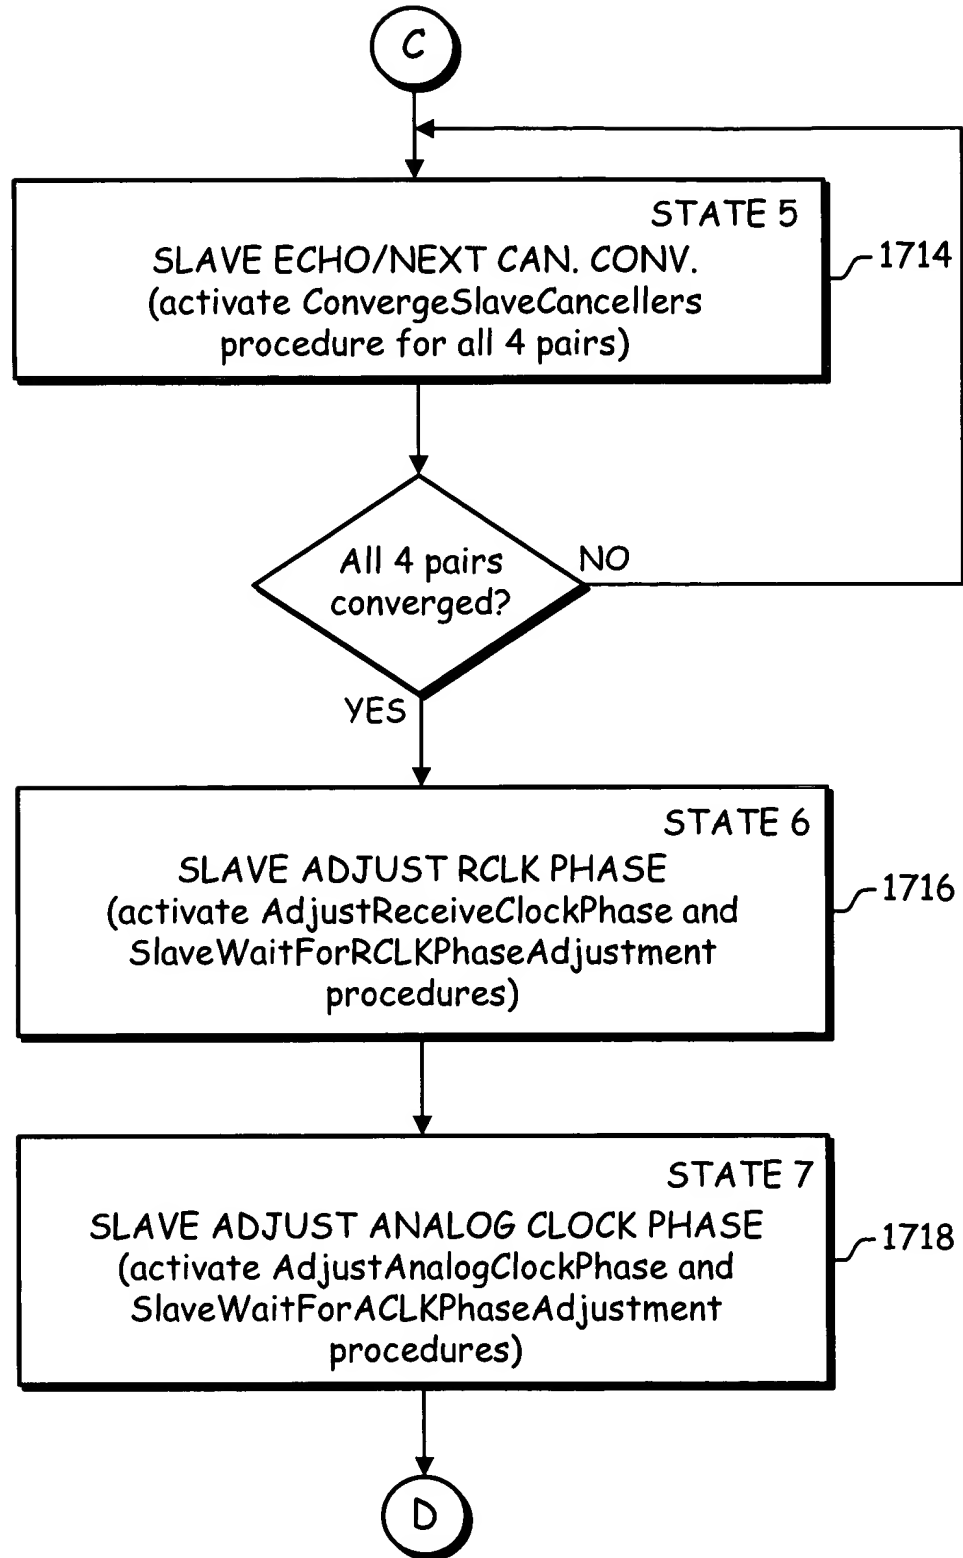 C
STATE 5
SLAVE ECHO/NEXT CAN. CONV.
(activate ConvergeSlaveCancellers
procedure for all 4 pairs)
1714
All 4 pairs
converged?
NO
YES
STATE 6
SLAVE ADJUST RCLK PHASE
(activate AdjustReceiveClockPhase and
SlaveWaitForRCLKPhaseAdjustment
procedures)
1716
STATE 7
SLAVE ADJUST ANALOG CLOCK PHASE
(activate AdjustAnalogClockPhase and
SlaveWaitForACLKPhaseAdjustment
procedures)
1718
D